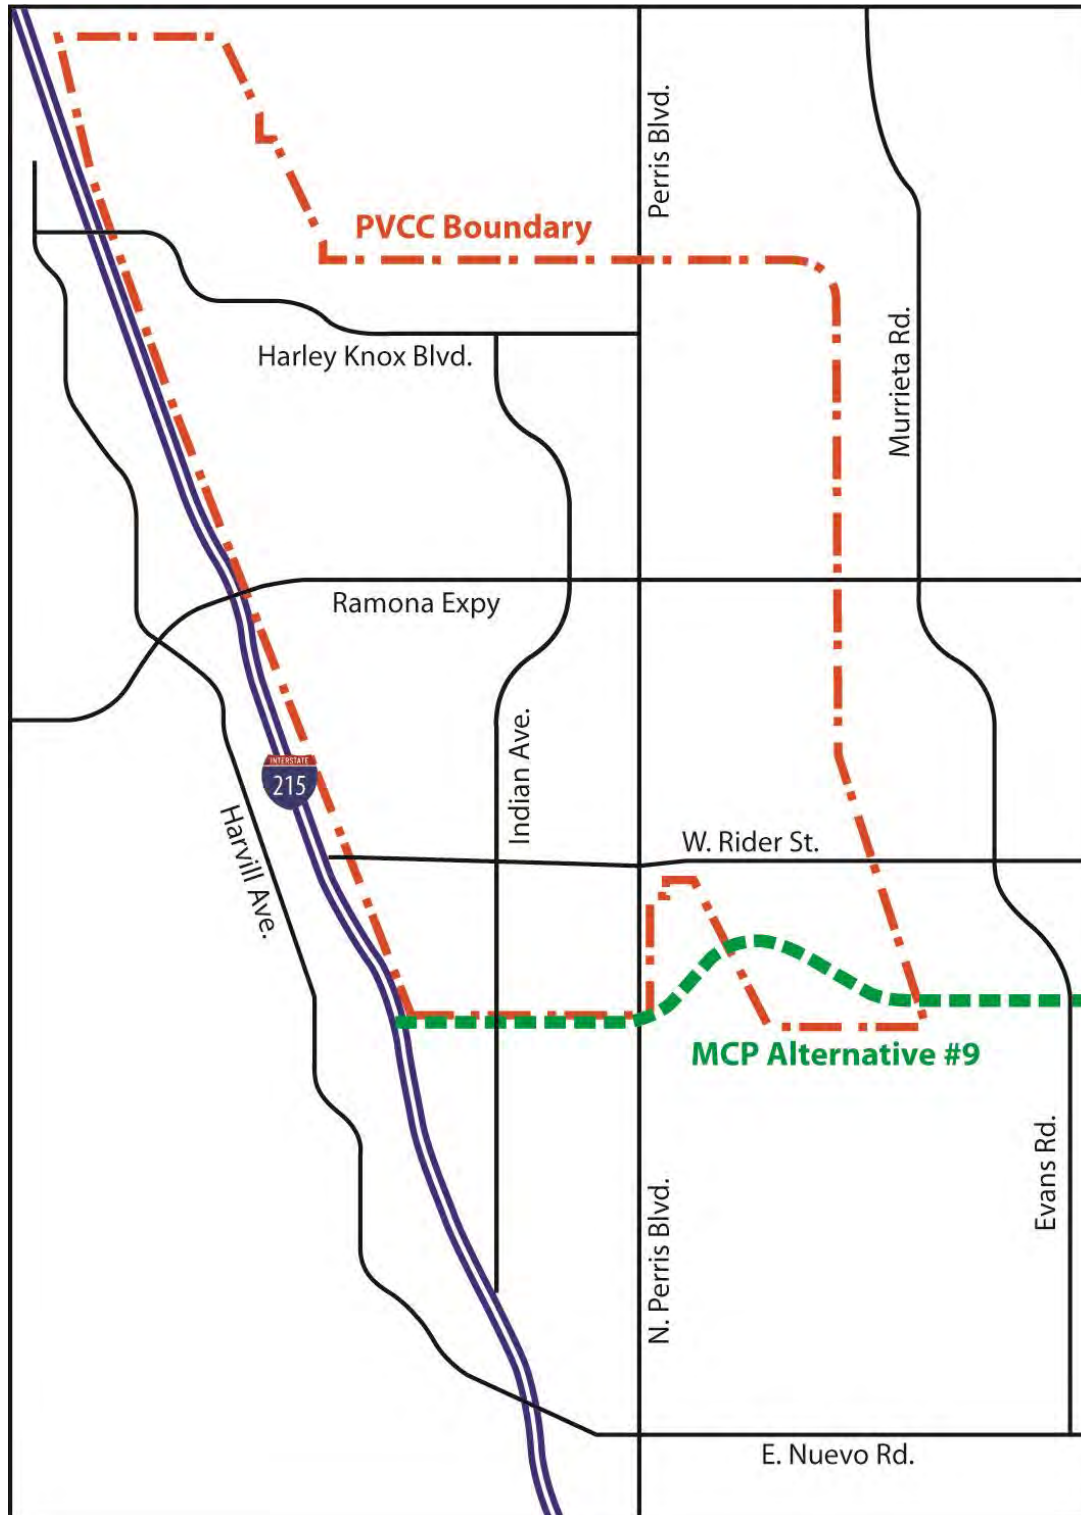 Perris Blvd.
PVCC Boundary
Harley Knox Blvd.
Murrieta Rd.
Ramona Expy
Indian Ave.
INTERSTATE
215
Harvill Ave.
W. Rider St.
MCP Alternative #9
N. Perris Blvd.
Evans Rd.
E. Nuevo Rd.